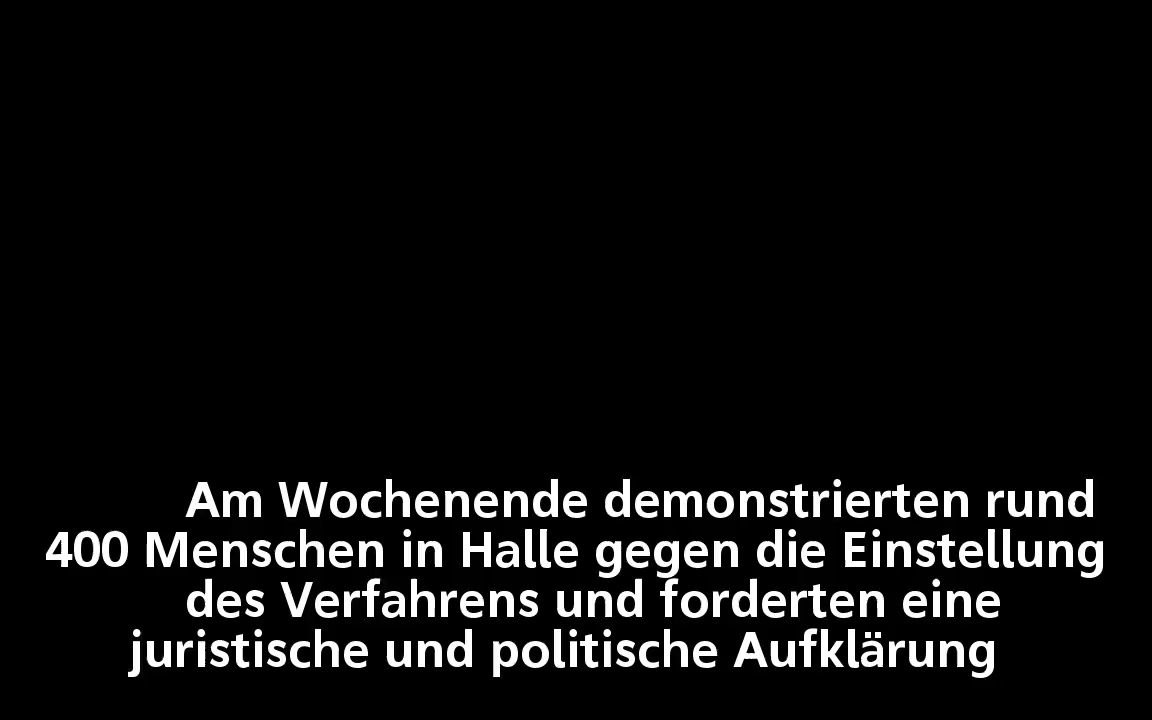 Am Wochenende demonstrierten rund
400 Menschen in Halle gegen die Einstellung
des Verfahrens und forderten eine
juristische und politische Aufklärung